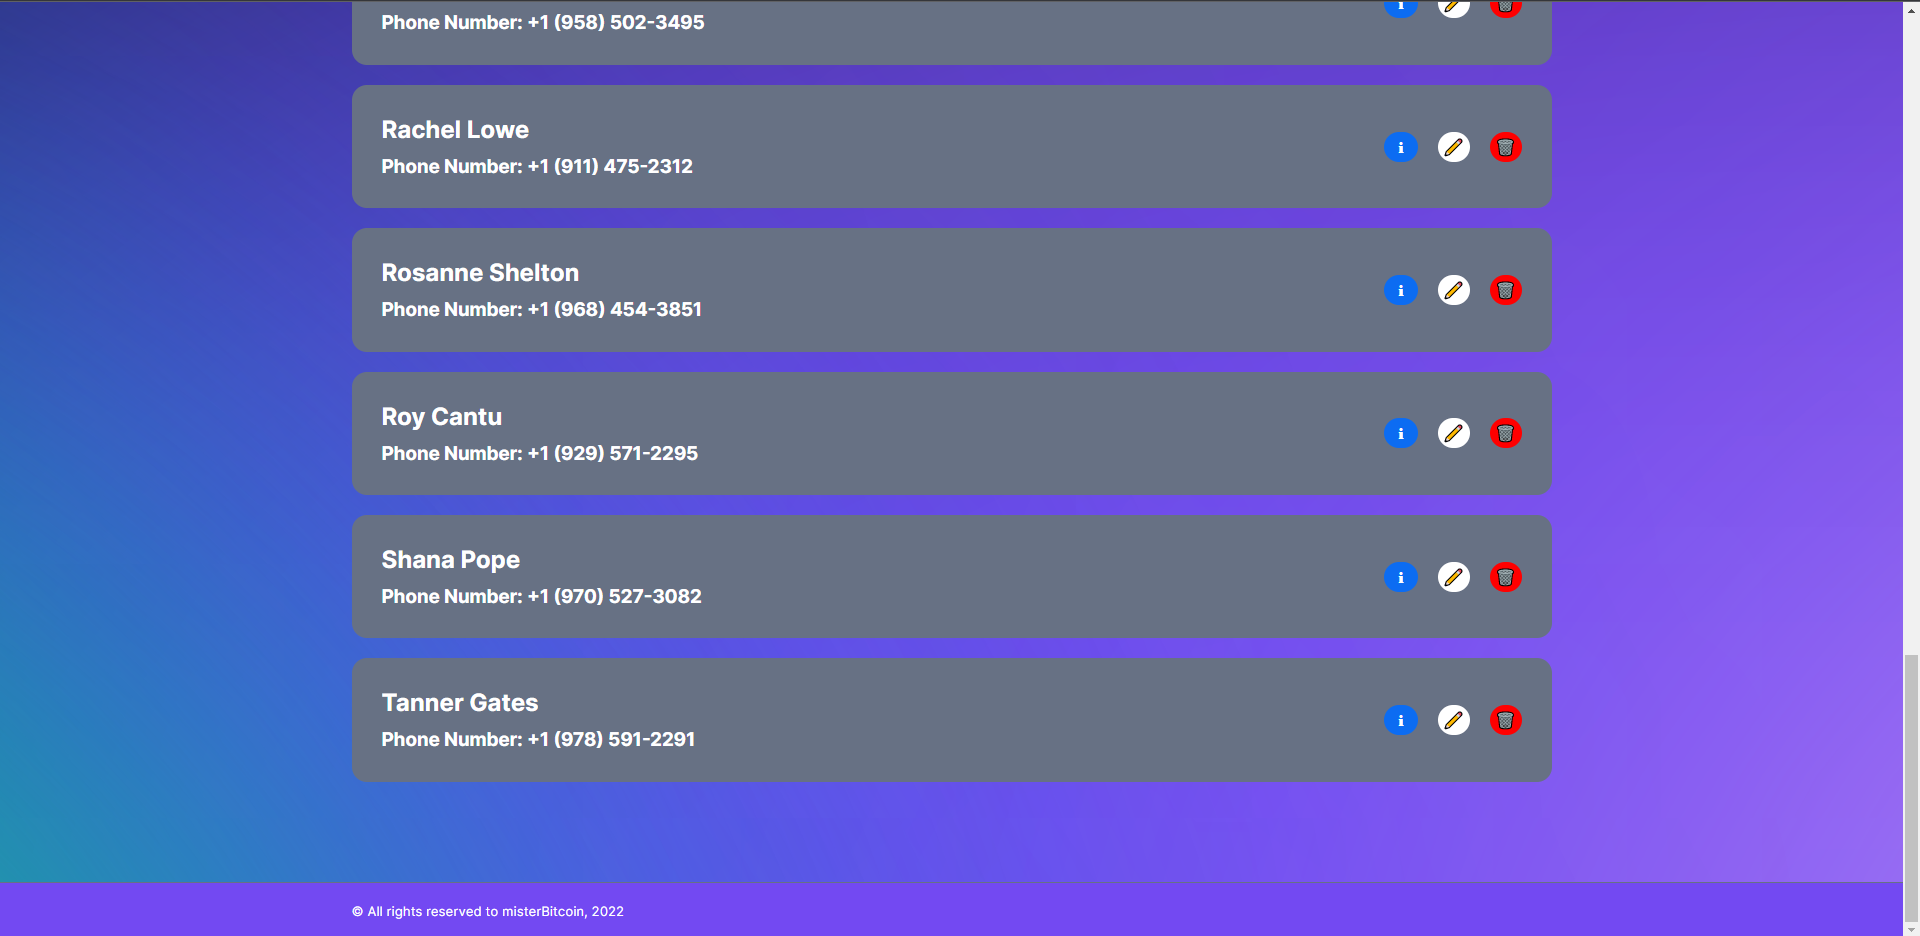 Phone Number: +1 (958) 502-3495
Rachel Lowe
Phone Number: +1 (911) 475-2312
Rosanne Shelton
Phone Number: +1 (968) 454-3851
Roy Cantu
Phone Number: +1 (929) 571-2295
Shana Pope
Phone Number: +1 (970) 527-3082
Tanner Gates
Phone Number: +1 (978) 591-2291
© All rights reserved to misterBitcoin, 2022